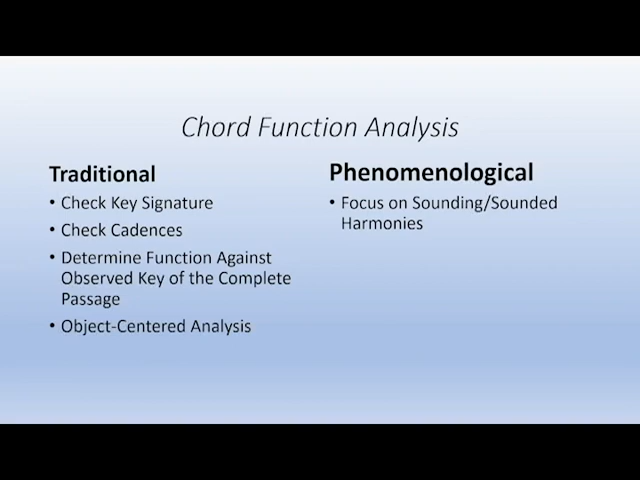 Chord Function Analysis
Traditional
• Check Key Signature
• Check Cadences
• Determine Function Against
Observed Key of the Complete
Passage
• Object-Centered Analysis
Phenomenological
• Focus on Sounding/Sounded
Harmonies